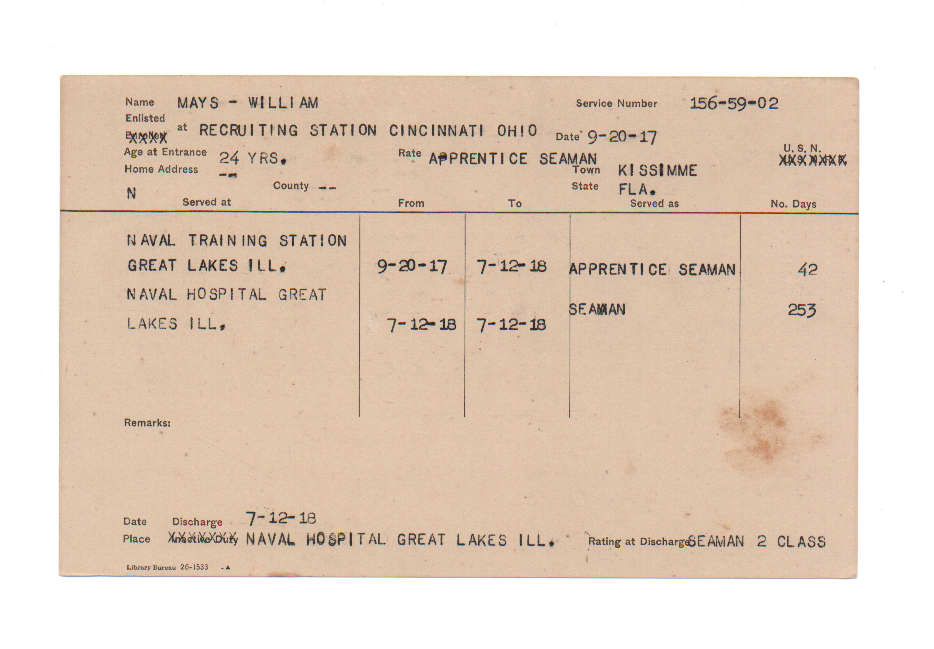 Name MAYS - WILLIAM Service Number 156-59-02
Enlisted
at RECRUITING STATION CINCINNATI OHIO Date 9-20-17
U. S. N.
Age at Entrance 24 YRS. Rate APPRENTICE SEAMAN
Home Address -- Town KISSIMME
N County -- State FLA.
Served at From To Served as No. Days
NAVAL TRAINING STATION
GREAT LAKES ILL. 9-20-17 7-12-18 APPRENTICE SEAMAN 42
NAVAL HOSPITAL GREAT
SEAMAN 253
LAKES ILL. 7-12-18 7-12-18
Remarks:
Date Discharge 7-12-18
Place Inactive Duty NAVAL HOSPITAL GREAT LAKES ILL. Rating at Discharge SEAMAN 2 CLASS
Library Bureau 26-1533 - A